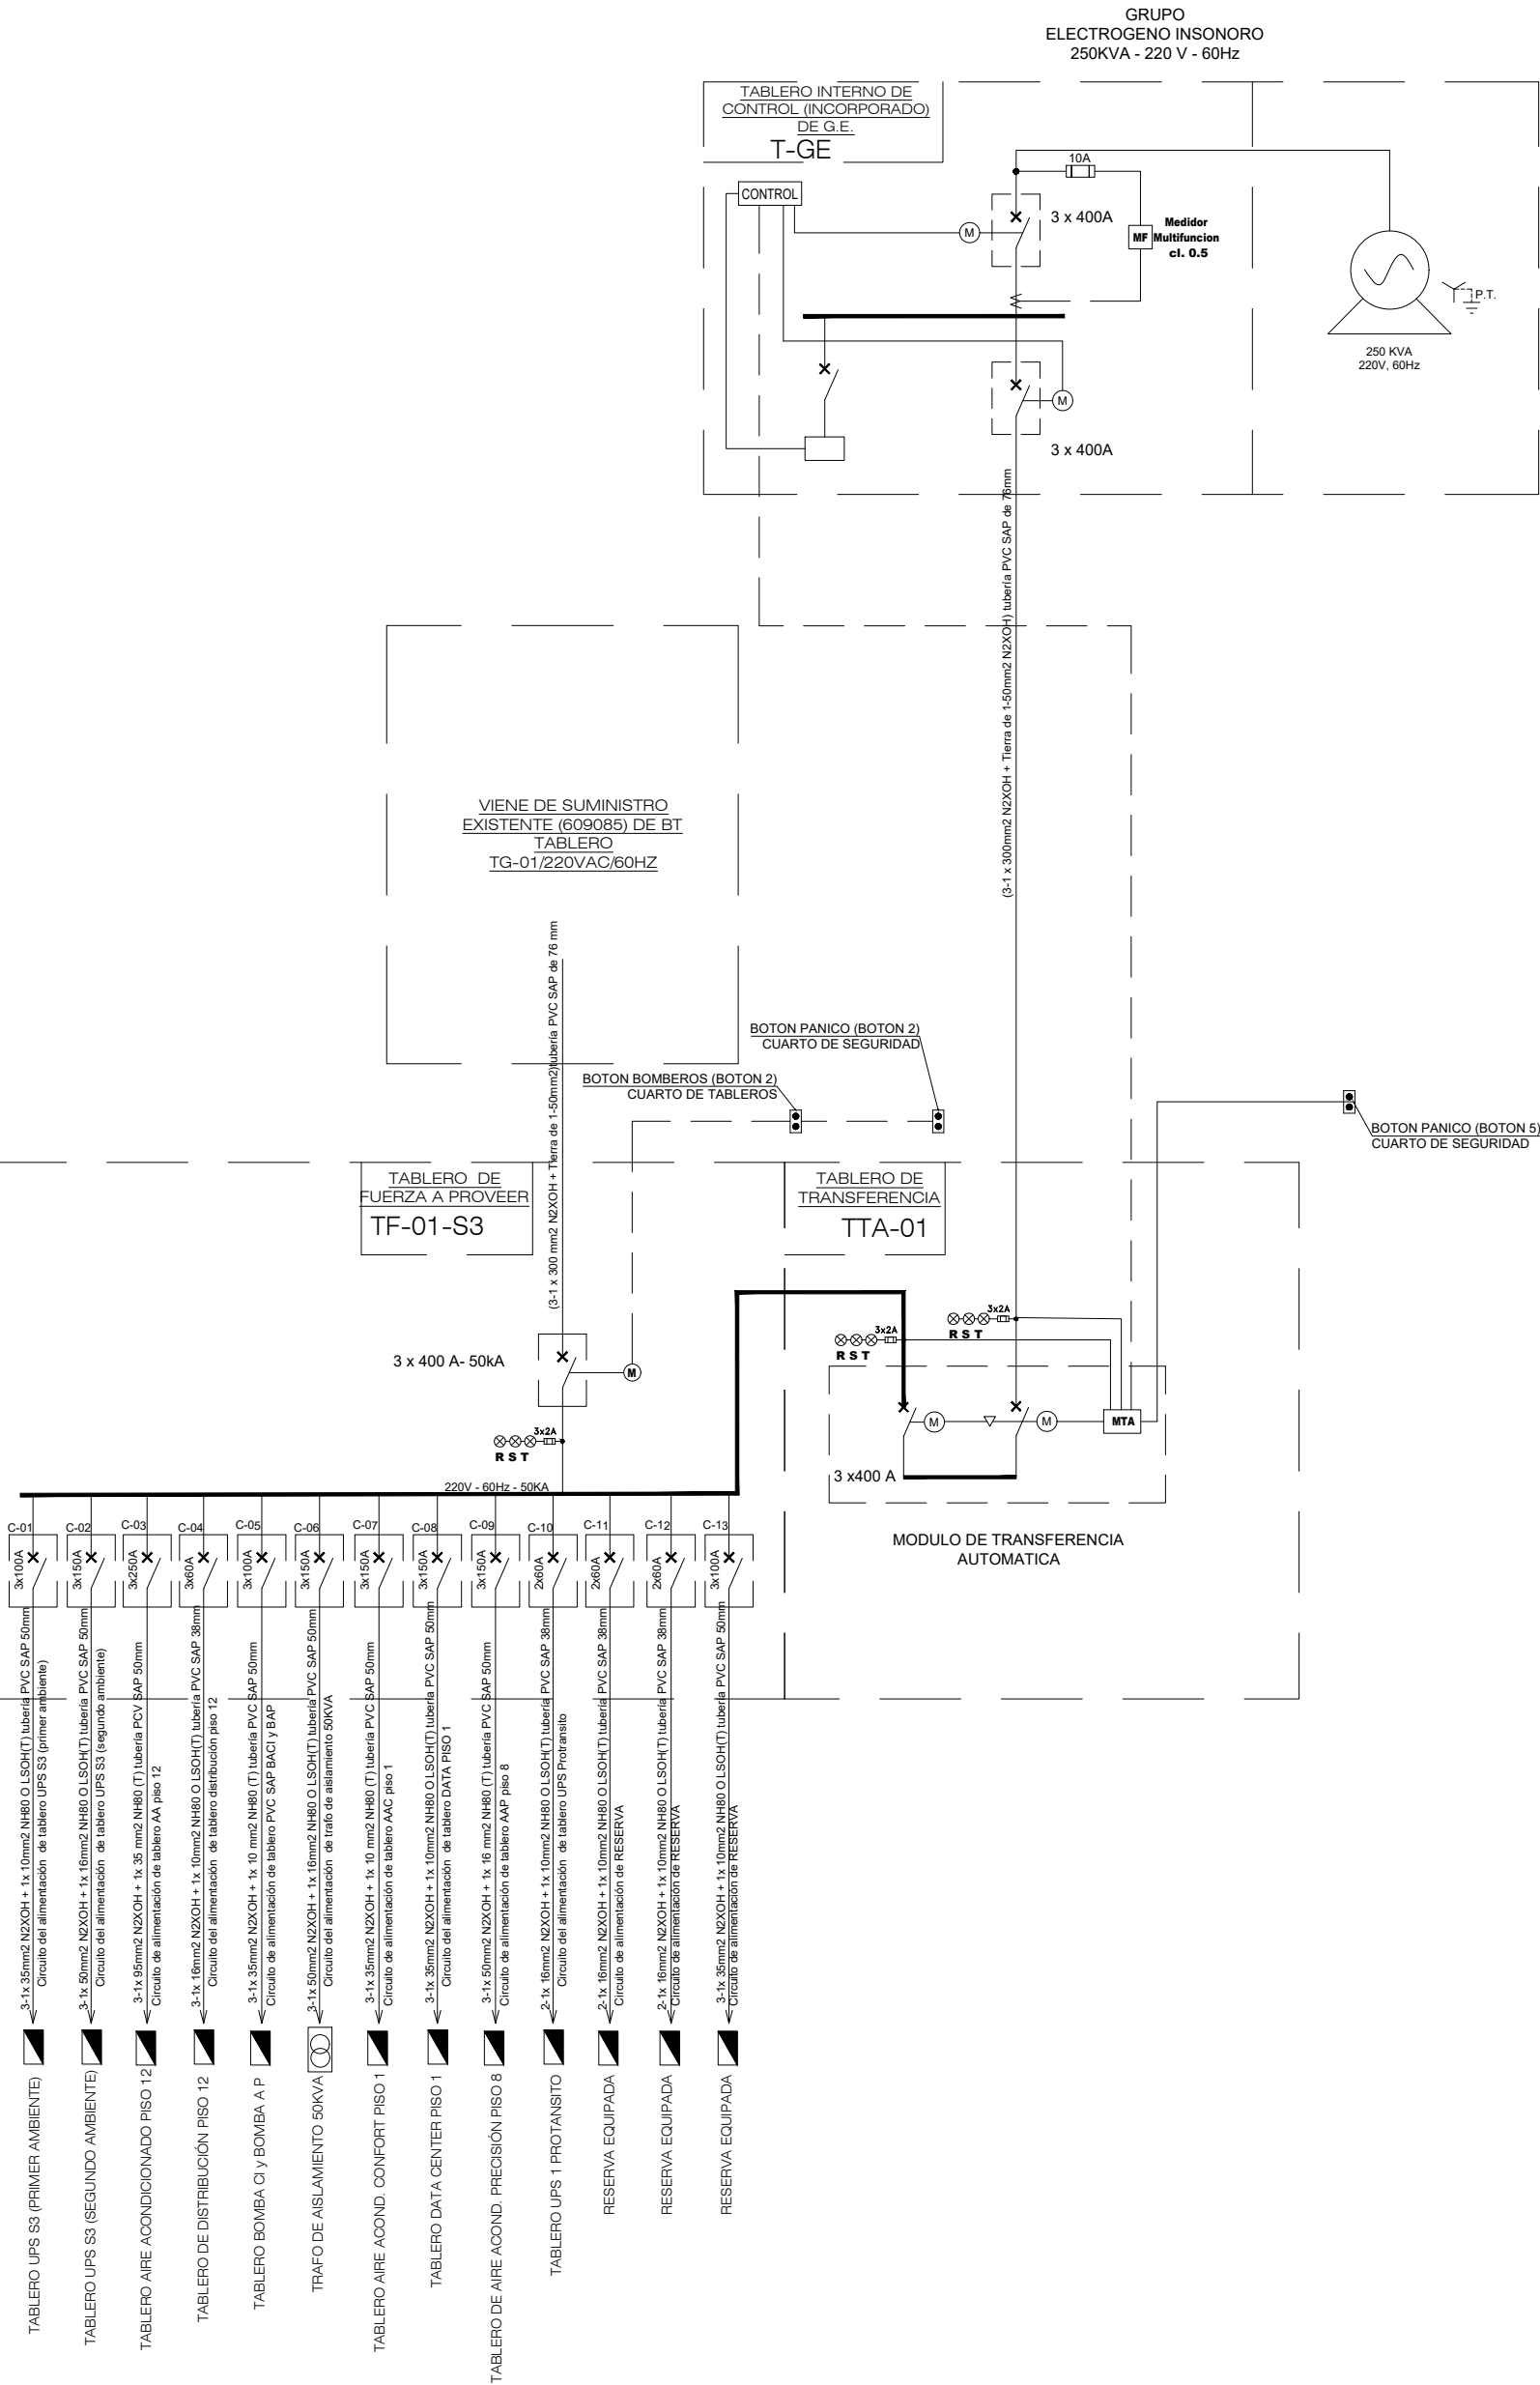 GRUPO
ELECTROGENO INSONORO
250KVA - 220 V - 60Hz
TABLERO INTERNO DE
CONTROL (INCORPORADO)
DE G.E.
T-GE
CONTROL
10A
M
3 x 400A
MF
Medidor
Multifuncion
cl. 0.5
P.T.
250 KVA
220V, 60Hz
M
3 x 400A
(3-1 x 300mm2 N2XOH + Tierra de 1-50mm2 N2XOH) tubería PVC SAP de 76mm
VIENE DE SUMINISTRO
EXISTENTE (609085) DE BT
TABLERO
TG-01/220VAC/60HZ
(3-1 x 300 mm2 N2XOH + Tierra de 1-50mm2)tubería PVC SAP de 76 mm
BOTON PANICO (BOTON 2)
CUARTO DE SEGURIDAD
BOTON BOMBEROS (BOTON 2)
CUARTO DE TABLEROS
BOTON PANICO (BOTON 5)
CUARTO DE SEGURIDAD
TABLERO DE
FUERZA A PROVEER
TF-01-S3
TABLERO DE
TRANSFERENCIA
TTA-01
3x2A
R S T
3x2A
R S T
3 x 400 A- 50kA
M
M
M
MTA
3 x400 A
3x2A
R S T
220V - 60Hz - 50KA
MODULO DE TRANSFERENCIA
AUTOMATICA
C-01
3x100A
3-1x 35mm2 N2XOH + 1x 10mm2 NH80 O LSOH(T) tubería PVC SAP 50mm
Circuito del alimentación de tablero UPS S3 (primer ambiente)
TABLERO UPS S3 (PRIMER AMBIENTE)
C-02
3x150A
3-1x 50mm2 N2XOH + 1x 16mm2 NH80 O LSOH(T) tubería PVC SAP 50mm
Circuito del alimentación de tablero UPS S3 (segundo ambiente)
TABLERO UPS S3 (SEGUNDO AMBIENTE)
C-03
3x250A
3-1x 95mm2 N2XOH + 1x 35 mm2 NH80 (T) tubería PCV SAP 50mm
Circuito de alimentación de tablero AA piso 12
TABLERO AIRE ACONDICIONADO PISO 12
C-04
3x60A
3-1x 16mm2 N2XOH + 1x 10mm2 NH80 O LSOH(T) tubería PVC SAP 38mm
Circuito del alimentación de tablero distribución piso 12
TABLERO DE DISTRIBUCIÓN PISO 12
C-05
3x100A
3-1x 35mm2 N2XOH + 1x 10 mm2 NH80 (T) tubería PVC SAP 50mm
Circuito de alimentación de tablero PVC SAP BACI y BAP
TABLERO BOMBA CI y BOMBA A P
C-06
3x150A
3-1x 50mm2 N2XOH + 1x 16mm2 NH80 O LSOH(T) tubería PVC SAP 50mm
Circuito del alimentación de trafo de aislamiento 50KVA
TRAFO DE AISLAMIENTO 50KVA
C-07
3x150A
3-1x 35mm2 N2XOH + 1x 10 mm2 NH80 (T) tubería PVC SAP 50mm
Circuito de alimentación de tablero AAC piso 1
TABLERO AIRE ACOND. CONFORT PISO 1
C-08
3x150A
3-1x 35mm2 N2XOH + 1x 10mm2 NH80 O LSOH(T) tubería PVC SAP 50mm
Circuito del alimentación de tablero DATA PISO 1
TABLERO DATA CENTER PISO 1
C-09
3x150A
3-1x 50mm2 N2XOH + 1x 16 mm2 NH80 (T) tubería PVC SAP 50mm
Circuito de alimentación de tablero AAP piso 8
TABLERO DE AIRE ACOND. PRECISIÓN PISO 8
C-10
2x60A
2-1x 16mm2 N2XOH + 1x 10mm2 NH80 O LSOH(T) tubería PVC SAP 38mm
Circuito del alimentación de tablero UPS Protransito
TABLERO UPS 1 PROTANSITO
C-11
2x60A
2-1x 16mm2 N2XOH + 1x 10mm2 NH80 O LSOH(T) tubería PVC SAP 38mm
Circuito de alimentación de RESERVA
RESERVA EQUIPADA
C-12
2x60A
2-1x 16mm2 N2XOH + 1x 10mm2 NH80 O LSOH(T) tubería PVC SAP 38mm
Circuito de alimentación de RESERVA
RESERVA EQUIPADA
C-13
3x100A
3-1x 35mm2 N2XOH + 1x 10mm2 NH80 O LSOH(T) tubería PVC SAP 50mm
Circuito de alimentación de RESERVA
RESERVA EQUIPADA